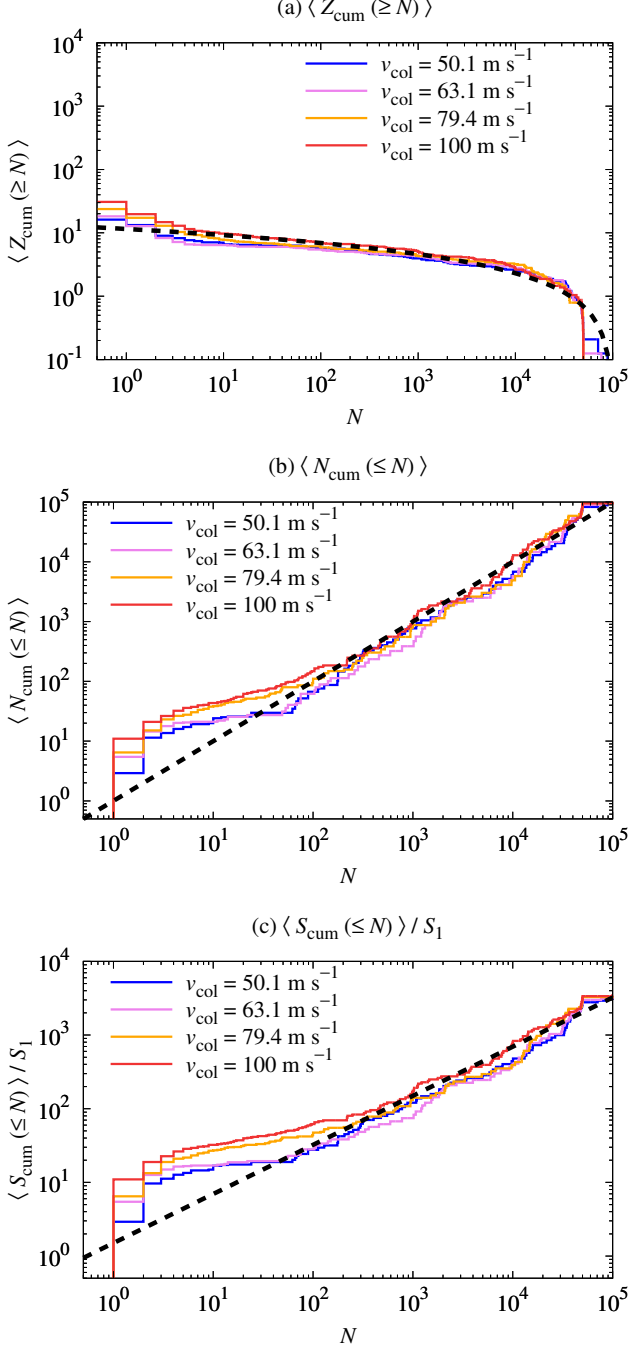 (a) ⟨ Z_cum (≥ N) ⟩
10^4
10^3
10^2
10^1
10^0
10^-1
⟨ Z_cum (≥ N) ⟩
v_col = 50.1 m s^-1
v_col = 63.1 m s^-1
v_col = 79.4 m s^-1
v_col = 100 m s^-1
10^0 10^1 10^2 10^3 10^4 10^5
N
(b) ⟨ N_cum (≤ N) ⟩
10^5
10^4
10^3
10^2
10^1
10^0
⟨ N_cum (≤ N) ⟩
v_col = 50.1 m s^-1
v_col = 63.1 m s^-1
v_col = 79.4 m s^-1
v_col = 100 m s^-1
10^0 10^1 10^2 10^3 10^4 10^5
N
(c) ⟨ S_cum (≤ N) ⟩ / S_1
10^4
10^3
10^2
10^1
10^0
⟨ S_cum (≤ N) ⟩ / S_1
v_col = 50.1 m s^-1
v_col = 63.1 m s^-1
v_col = 79.4 m s^-1
v_col = 100 m s^-1
10^0 10^1 10^2 10^3 10^4 10^5
N